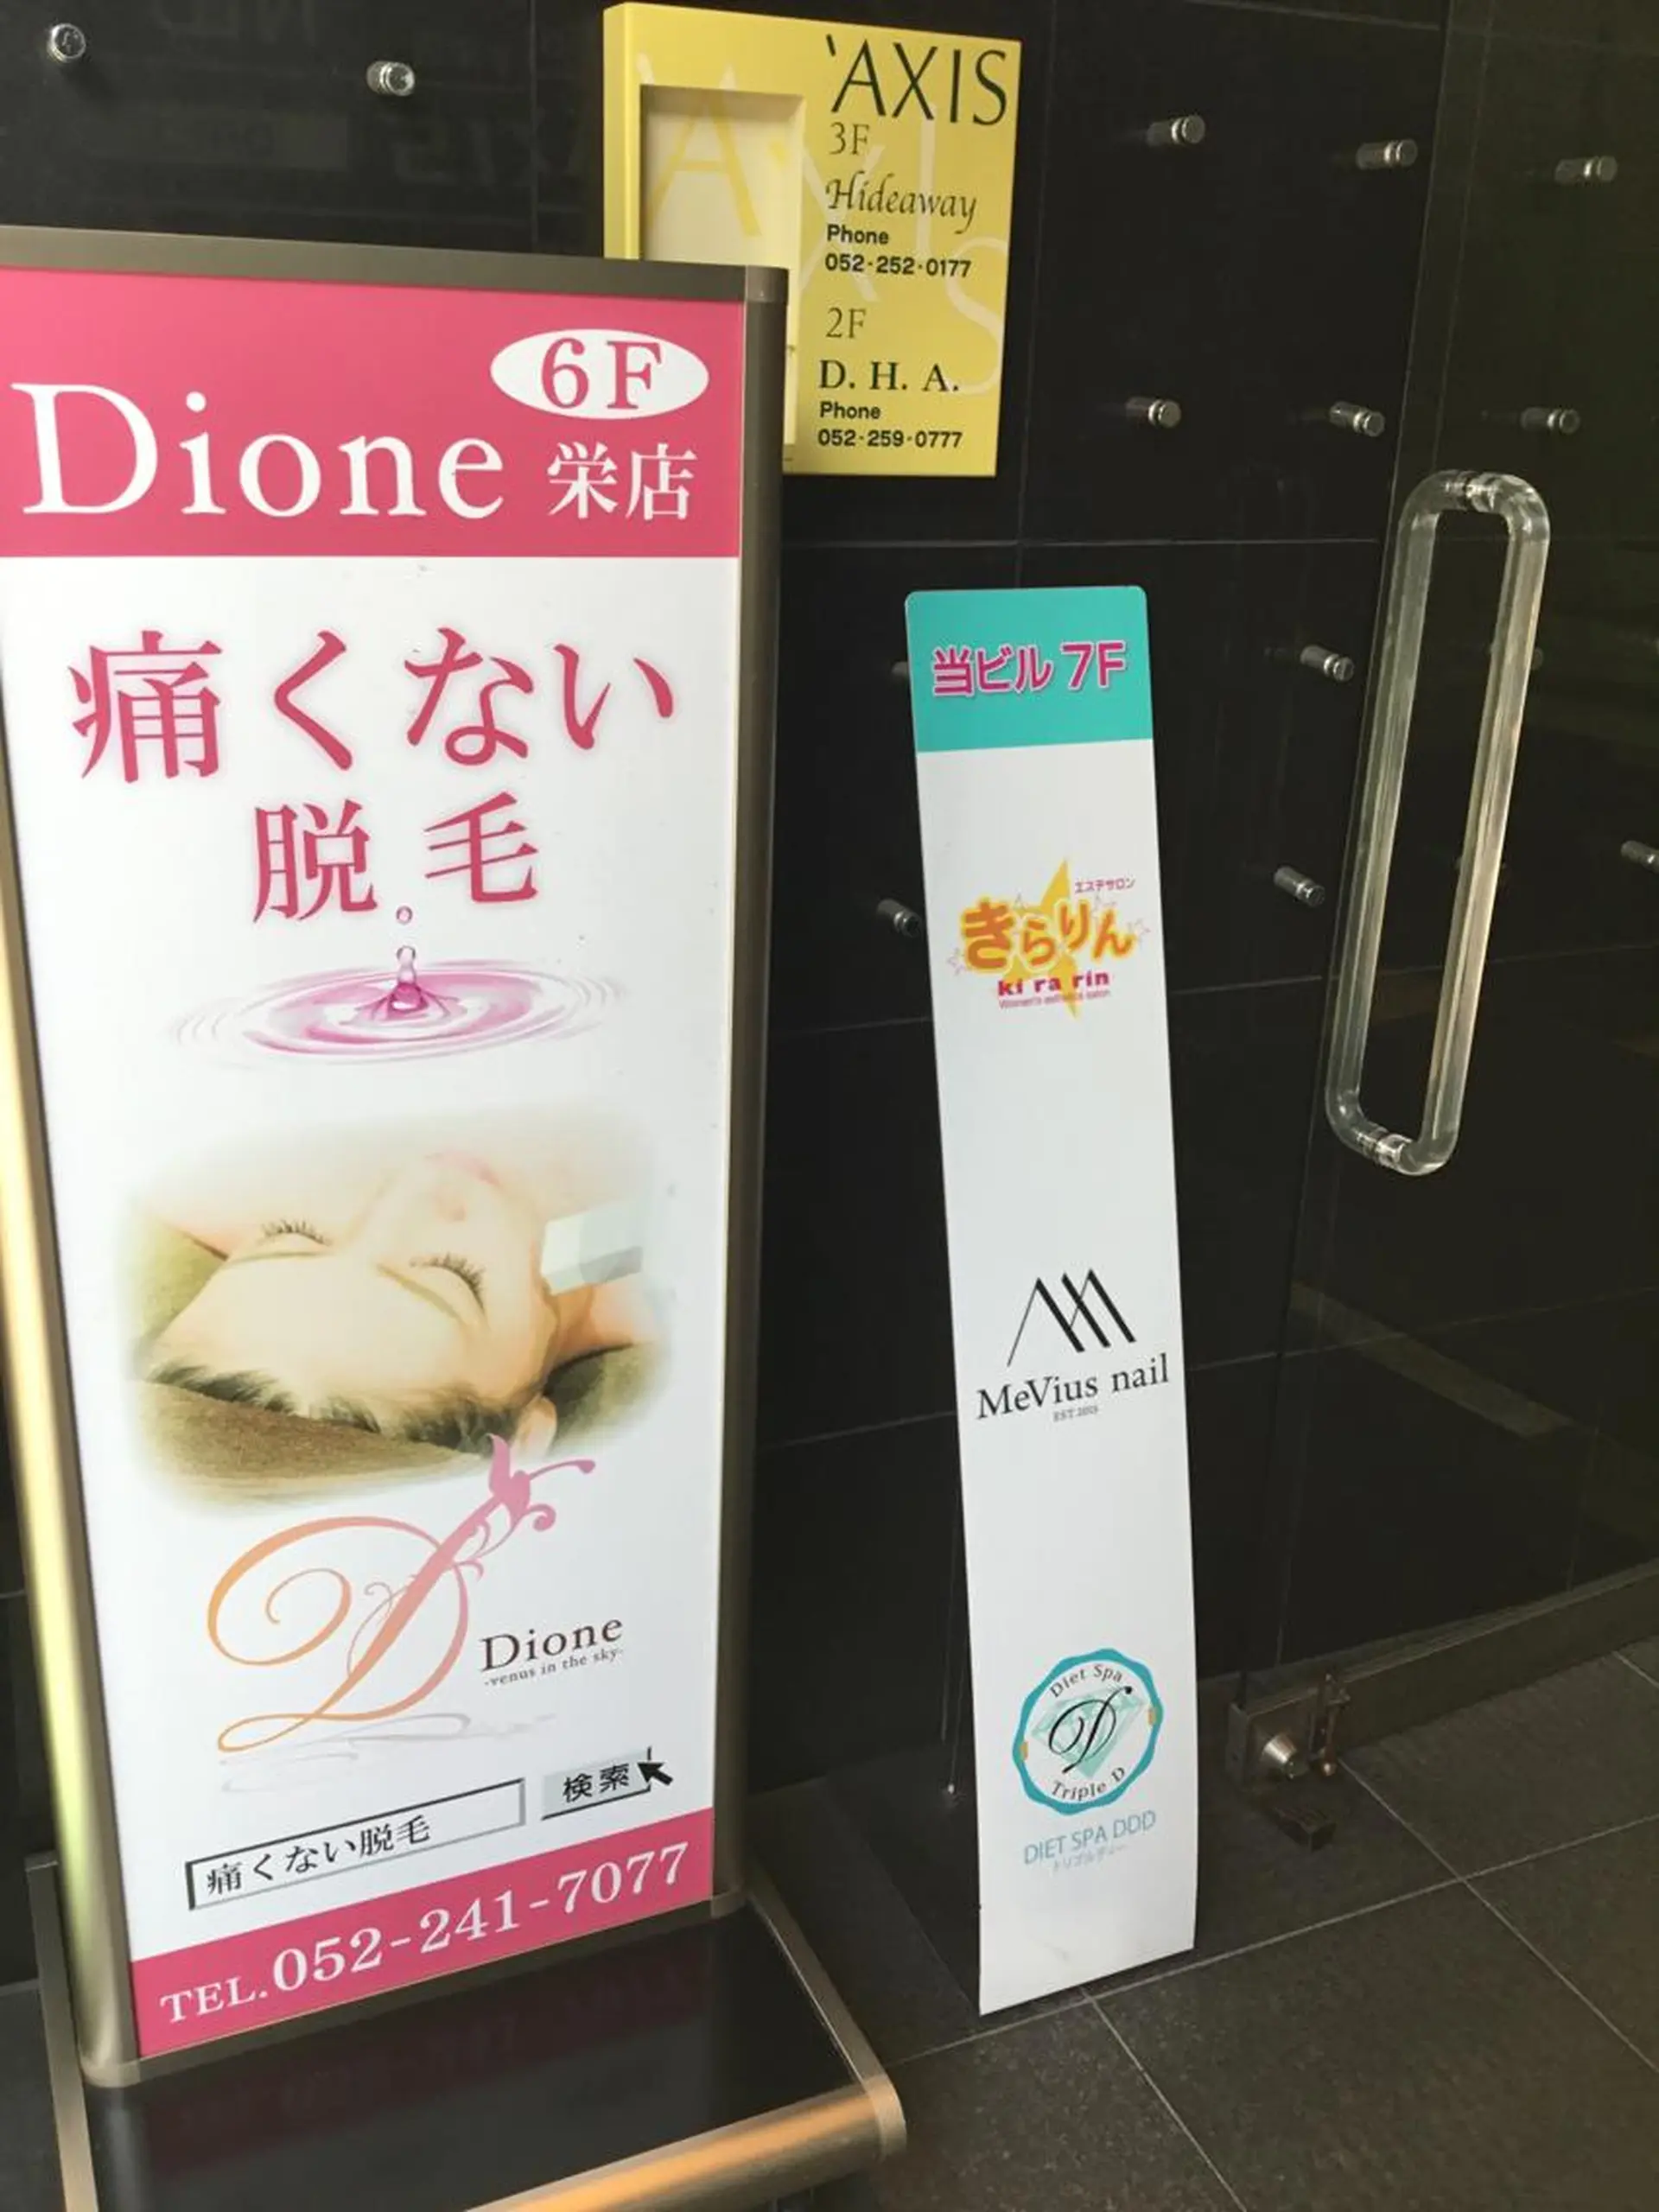 'AXIS
3F
Hideaway
Phone
052-252-0177
2F
D. H. A.
Phone
052-259-0777
6F
Dione 栄店
痛くない
脱毛
Dione
-venus in the sky-
痛くない脱毛 検索
TEL.052-241-7077
当ビル 7F
エステサロン
きらりん
ki ra rin
Women's esthetics salon
MeVius nail
Diet Spa
D
Triple D
DIET SPA DDD
トリプルディー